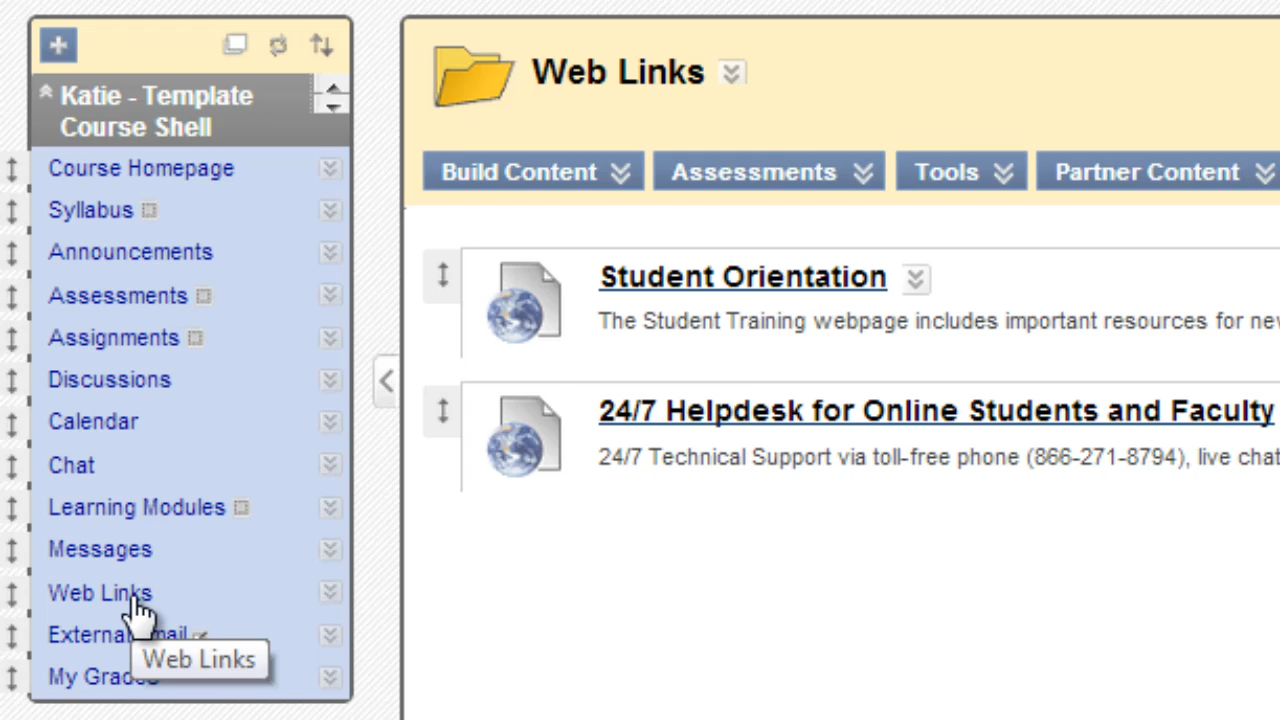 Katie - Template
Course Shell
Course Homepage
Syllabus
Announcements
Assessments
Assignments
Discussions
Calendar
Chat
Learning Modules
Messages
Web Links
External
Web Links
My
Web Links
Build Content
Assessments
Tools
Partner Content
Student Orientation
The Student Training webpage includes important resources for
24/7 Helpdesk for Online Students and Faculty
24/7 Technical Support via toll-free phone (866-271-8794), live chat